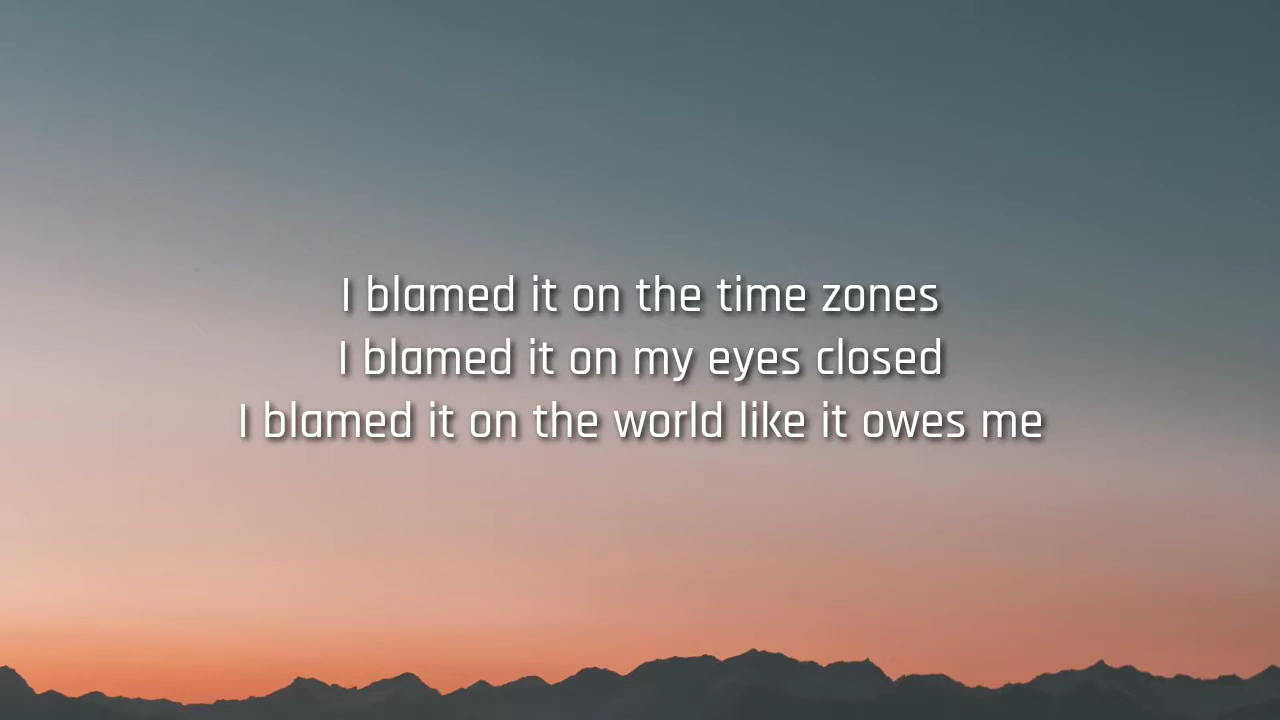 I blamed it on the time zones
I blamed it on my eyes closed
I blamed it on the world like it owes me